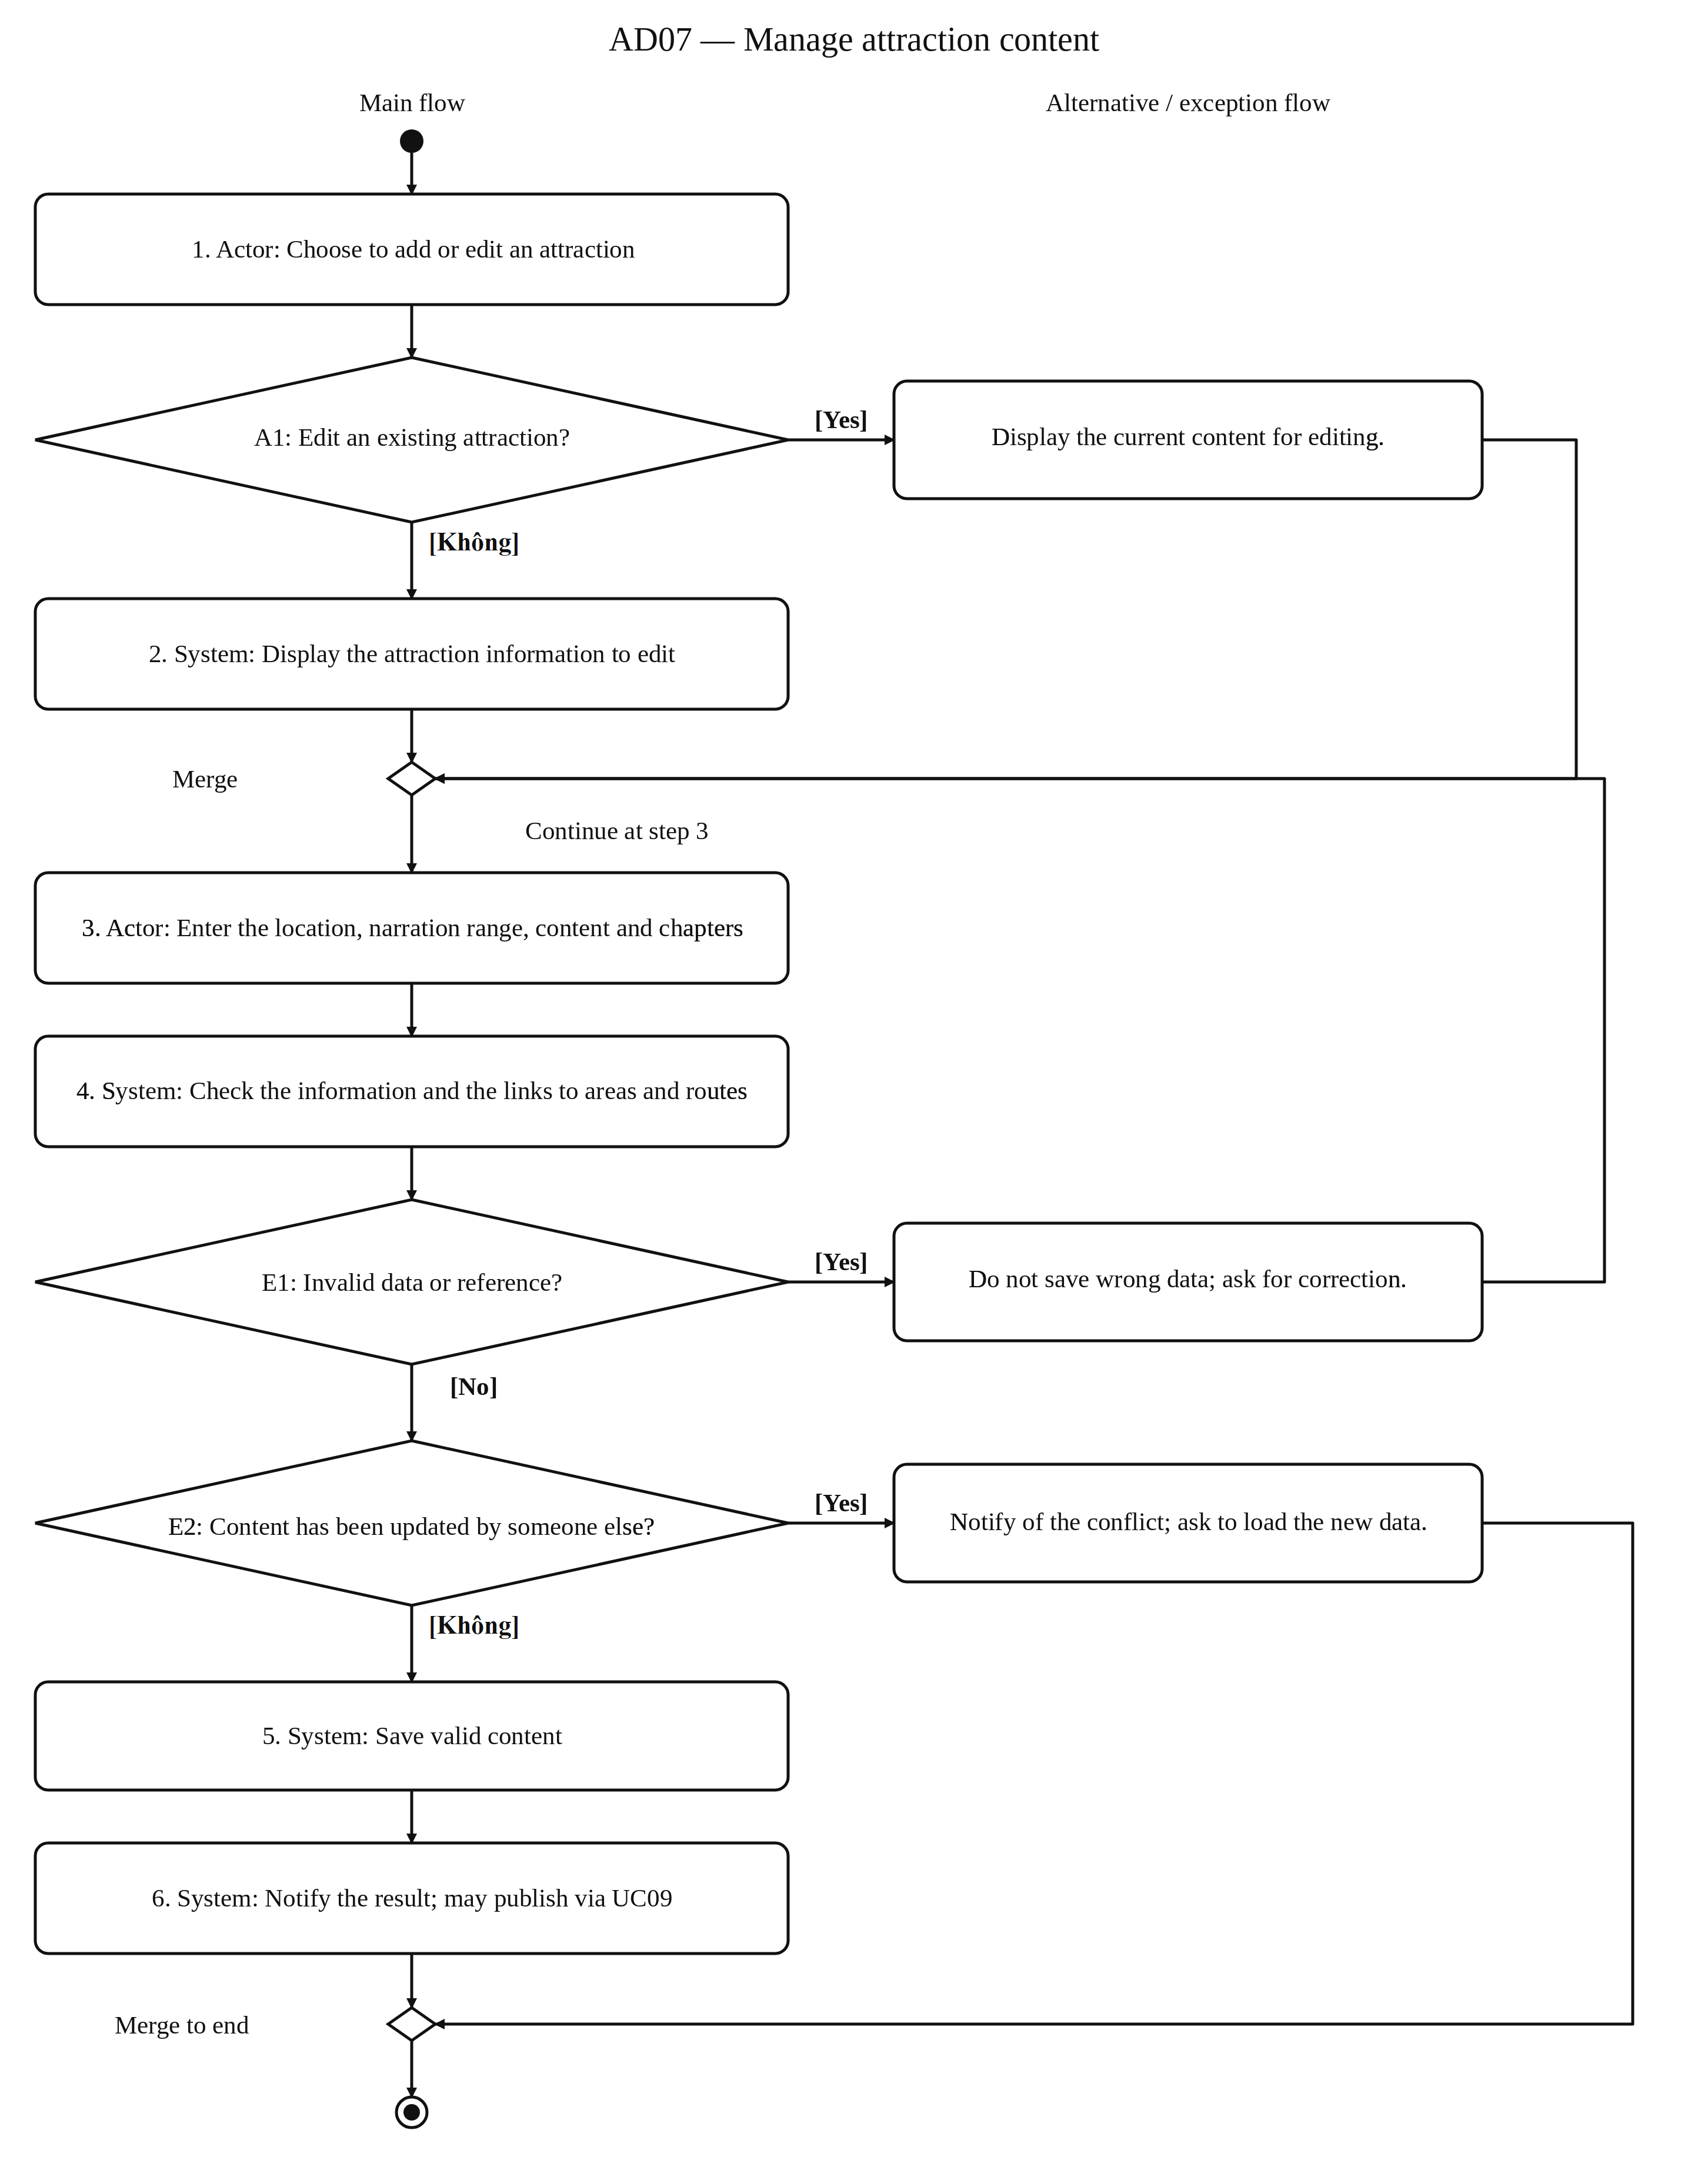 AD07 — Manage attraction content
Main flow
Alternative / exception flow
1. Actor: Choose to add or edit an attraction
A1: Edit an existing attraction?
[Yes]
Display the current content for editing.
[Không]
2. System: Display the attraction information to edit
Merge
Continue at step 3
3. Actor: Enter the location, narration range, content and chapters
4. System: Check the information and the links to areas and routes
E1: Invalid data or reference?
[Yes]
Do not save wrong data; ask for correction.
[No]
E2: Content has been updated by someone else?
[Yes]
Notify of the conflict; ask to load the new data.
[Không]
5. System: Save valid content
6. System: Notify the result; may publish via UC09
Merge to end